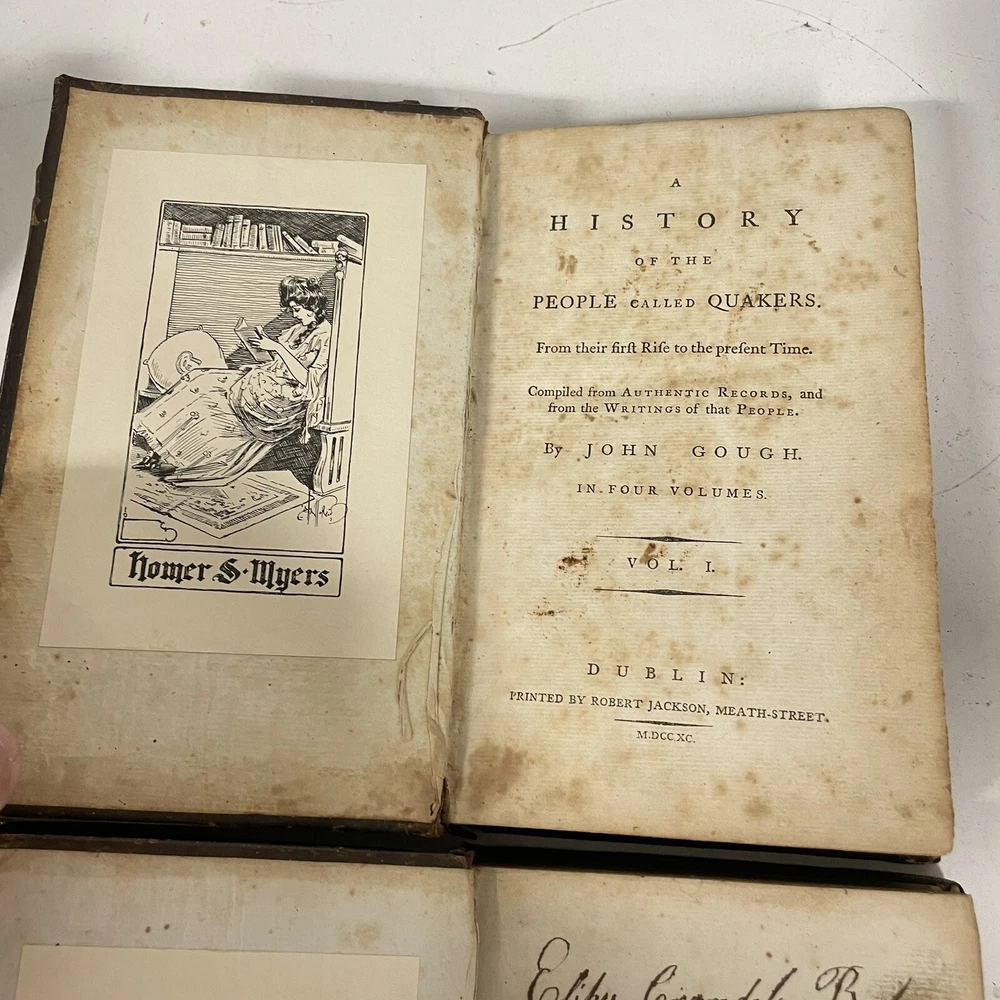 Homer S. Myers
A
HISTORY
OF THE
PEOPLE CALLED QUAKERS.
From their firſt Riſe to the preſent Time.
Compiled from AUTHENTIC RECORDS, and
from the WRITINGS of that PEOPLE.
By JOHN GOUGH.
IN FOUR VOLUMES.
VOL. I.
DUBLIN:
PRINTED BY ROBERT JACKSON, MEATH-STREET.
M.DCC.XC.